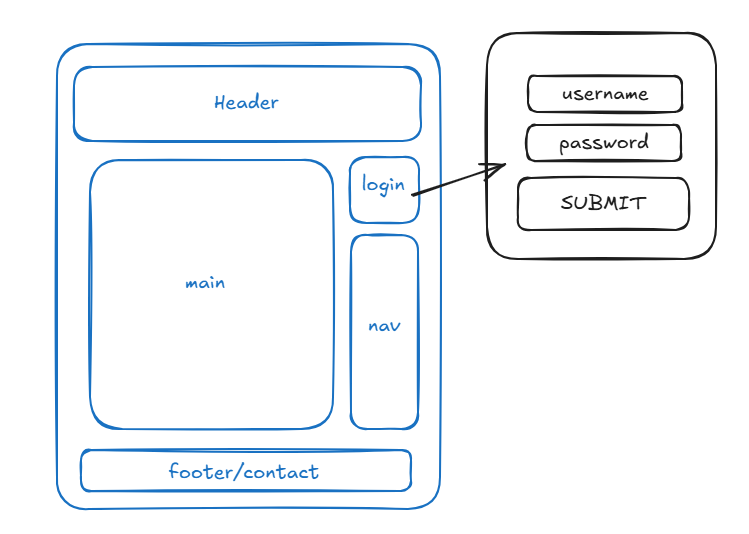 Header
login
main
nav
footer/contact
username
password
SUBMIT